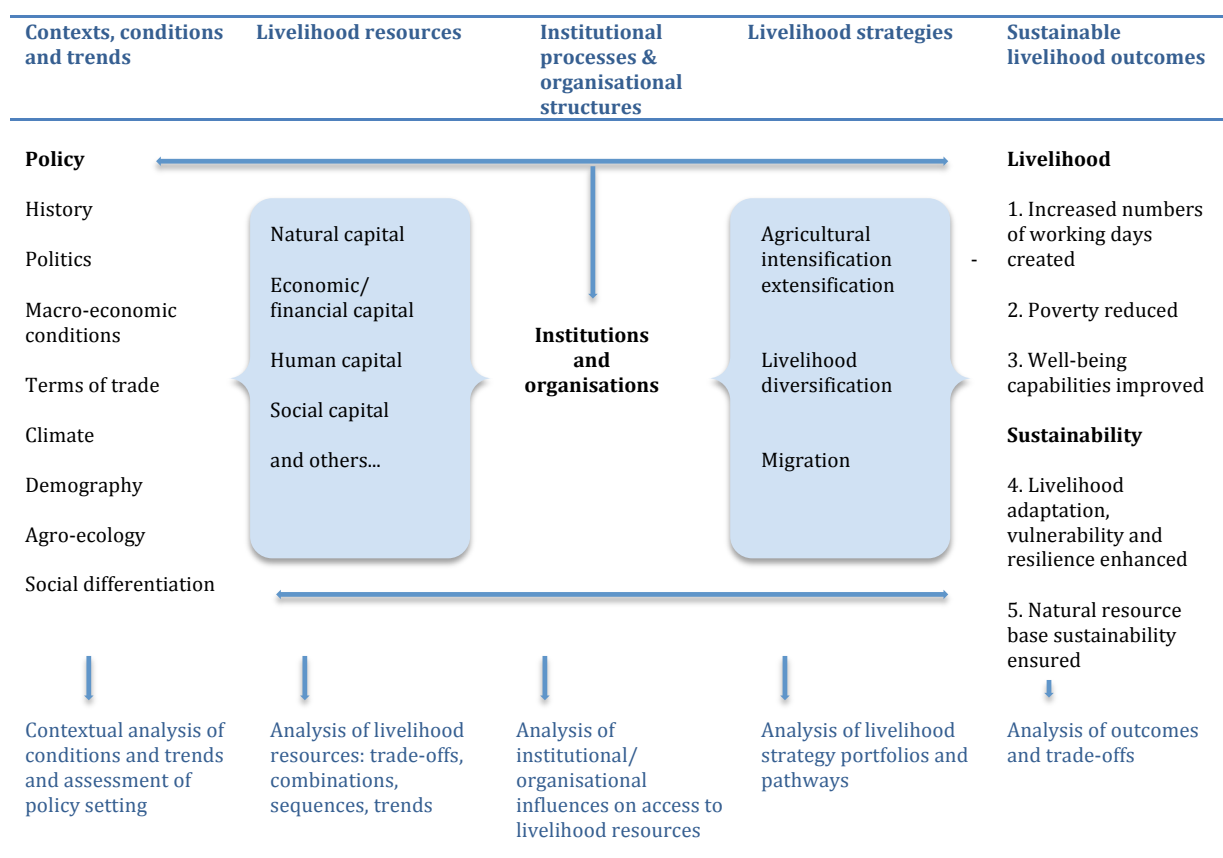 Contexts, conditions
and trends
Livelihood resources
Institutional
processes &
organisational
structures
Livelihood strategies
Sustainable
livelihood outcomes
Policy
History
Politics
Macro-economic
conditions
Terms of trade
Climate
Demography
Agro-ecology
Social differentiation
Natural capital
Economic/
financial capital
Human capital
Social capital
and others...
Institutions
and
organisations
Agricultural
intensification
extensification
Livelihood
diversification
Migration
-
Livelihood
1. Increased numbers
of working days
created
2. Poverty reduced
3. Well-being
capabilities improved
Sustainability
4. Livelihood
adaptation,
vulnerability and
resilience enhanced
5. Natural resource
base sustainability
ensured
Contextual analysis of
conditions and trends
and assessment of
policy setting
Analysis of livelihood
resources: trade-offs,
combinations,
sequences, trends
Analysis of
institutional/
organisational
influences on access to
livelihood resources
Analysis of livelihood
strategy portfolios and
pathways
Analysis of outcomes
and trade-offs